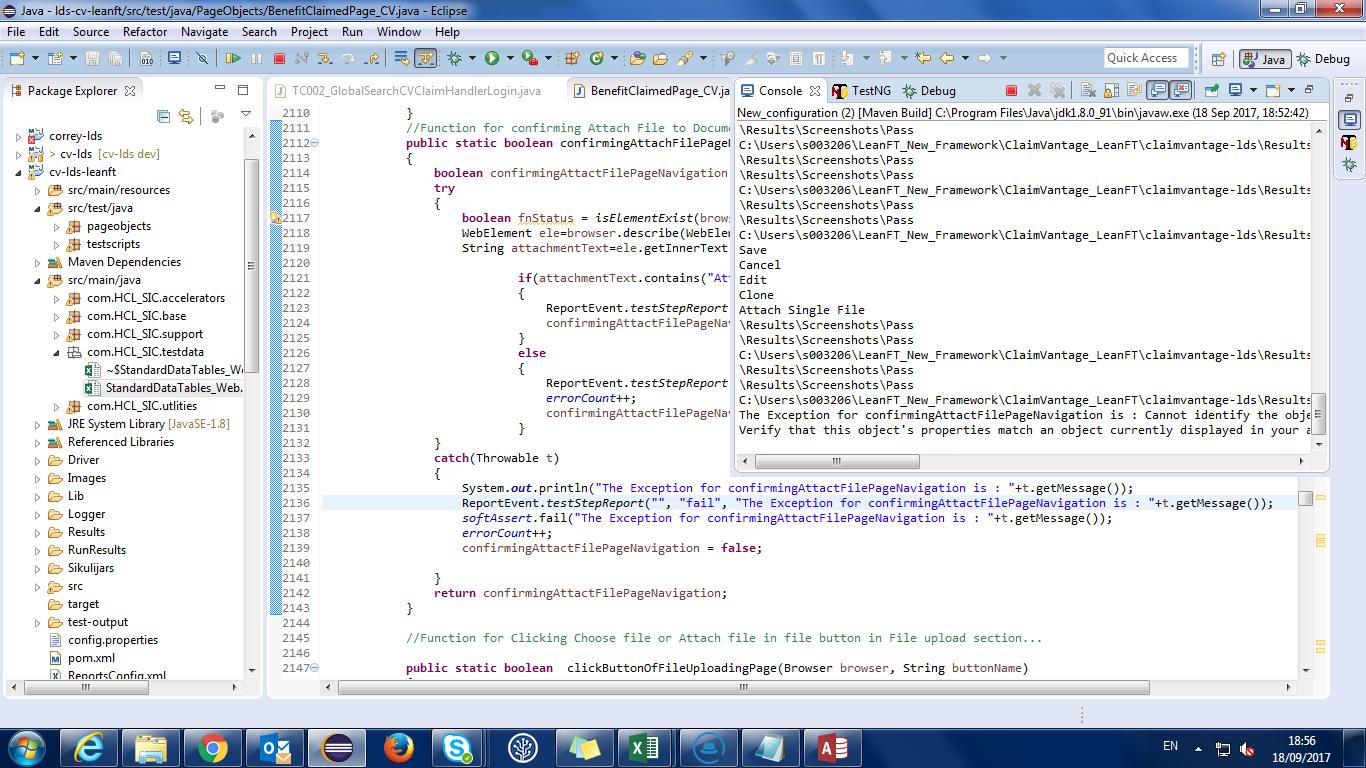 Java - lds-cv-leanft/src/test/java/PageObjects/BenefitClaimedPage_CV.java - Eclipse
File Edit Source Refactor Navigate Search Project Run Window Help
Quick Access
Java
Debug
Package Explorer
correy-lds
> cv-lds [cv-lds dev]
cv-lds-leanft
src/main/resources
src/test/java
pageobjects
testscripts
Maven Dependencies
src/main/java
com.HCL_SIC.accelerators
com.HCL_SIC.base
com.HCL_SIC.support
com.HCL_SIC.testdata
~$StandardDataTables_We
StandardDataTables_Web.
com.HCL_SIC.utlities
JRE System Library [JavaSE-1.8]
Referenced Libraries
Driver
Images
Lib
Logger
Results
RunResults
Sikulijars
src
target
test-output
config.properties
pom.xml
ReportsConfig.xml
TC002_GlobalSearchCVClaimHandlerLogin.java
BenefitClaimedPage_CV.ja
2110 }
2111 //Function for confirming Attach File to Docume
2112 public static boolean confirmingAttachFilePage
2113 {
2114 boolean confirmingAttactFilePageNavigation
2115 try
2116 {
2117 boolean fnStatus = isElementExist(brows
2118 WebElement ele=browser.describe(WebElem
2119 String attachmentText=ele.getInnerText
2120
2121 if(attachmentText.contains("At
2122 {
2123 ReportEvent.testStepReport
2124 confirmingAttactFilePageNa
2125 }
2126 else
2127 {
2128 ReportEvent.testStepReport
2129 errorCount++;
2130 confirmingAttactFilePageNa
2131 }
2132 }
2133 catch(Throwable t)
2134 {
2135 System.out.println("The Exception for confirmingAttactFilePageNavigation is : "+t.getMessage());
2136 ReportEvent.testStepReport("", "fail", "The Exception for confirmingAttactFilePageNavigation is : "+t.getMessage());
2137 softAssert.fail("The Exception for confirmingAttactFilePageNavigation is : "+t.getMessage());
2138 errorCount++;
2139 confirmingAttactFilePageNavigation = false;
2140
2141 }
2142 return confirmingAttactFilePageNavigation;
2143 }
2144
2145 //Function for Clicking Choose file or Attach file in file button in File upload section...
2146
2147 public static boolean clickButtonOfFileUploadingPage(Browser browser, String buttonName)
Console
TestNG
Debug
New_configuration (2) [Maven Build] C:\Program Files\Java\jdk1.8.0_91\bin\javaw.exe (18 Sep 2017, 18:52:42)
\Results\Screenshots\Pass
C:\Users\s003206\LeanFT_New_Framework\ClaimVantage_LeanFT\claimvantage-lds\Results
\Results\Screenshots\Pass
\Results\Screenshots\Pass
C:\Users\s003206\LeanFT_New_Framework\ClaimVantage_LeanFT\claimvantage-lds\Results
\Results\Screenshots\Pass
\Results\Screenshots\Pass
C:\Users\s003206\LeanFT_New_Framework\ClaimVantage_LeanFT\claimvantage-lds\Results
Save
Cancel
Edit
Clone
Attach Single File
\Results\Screenshots\Pass
\Results\Screenshots\Pass
C:\Users\s003206\LeanFT_New_Framework\ClaimVantage_LeanFT\claimvantage-lds\Results
\Results\Screenshots\Pass
\Results\Screenshots\Pass
C:\Users\s003206\LeanFT_New_Framework\ClaimVantage_LeanFT\claimvantage-lds\Results
The Exception for confirmingAttactFilePageNavigation is : Cannot identify the obje
Verify that this object's properties match an object currently displayed in your a
EN
18:56
18/09/2017